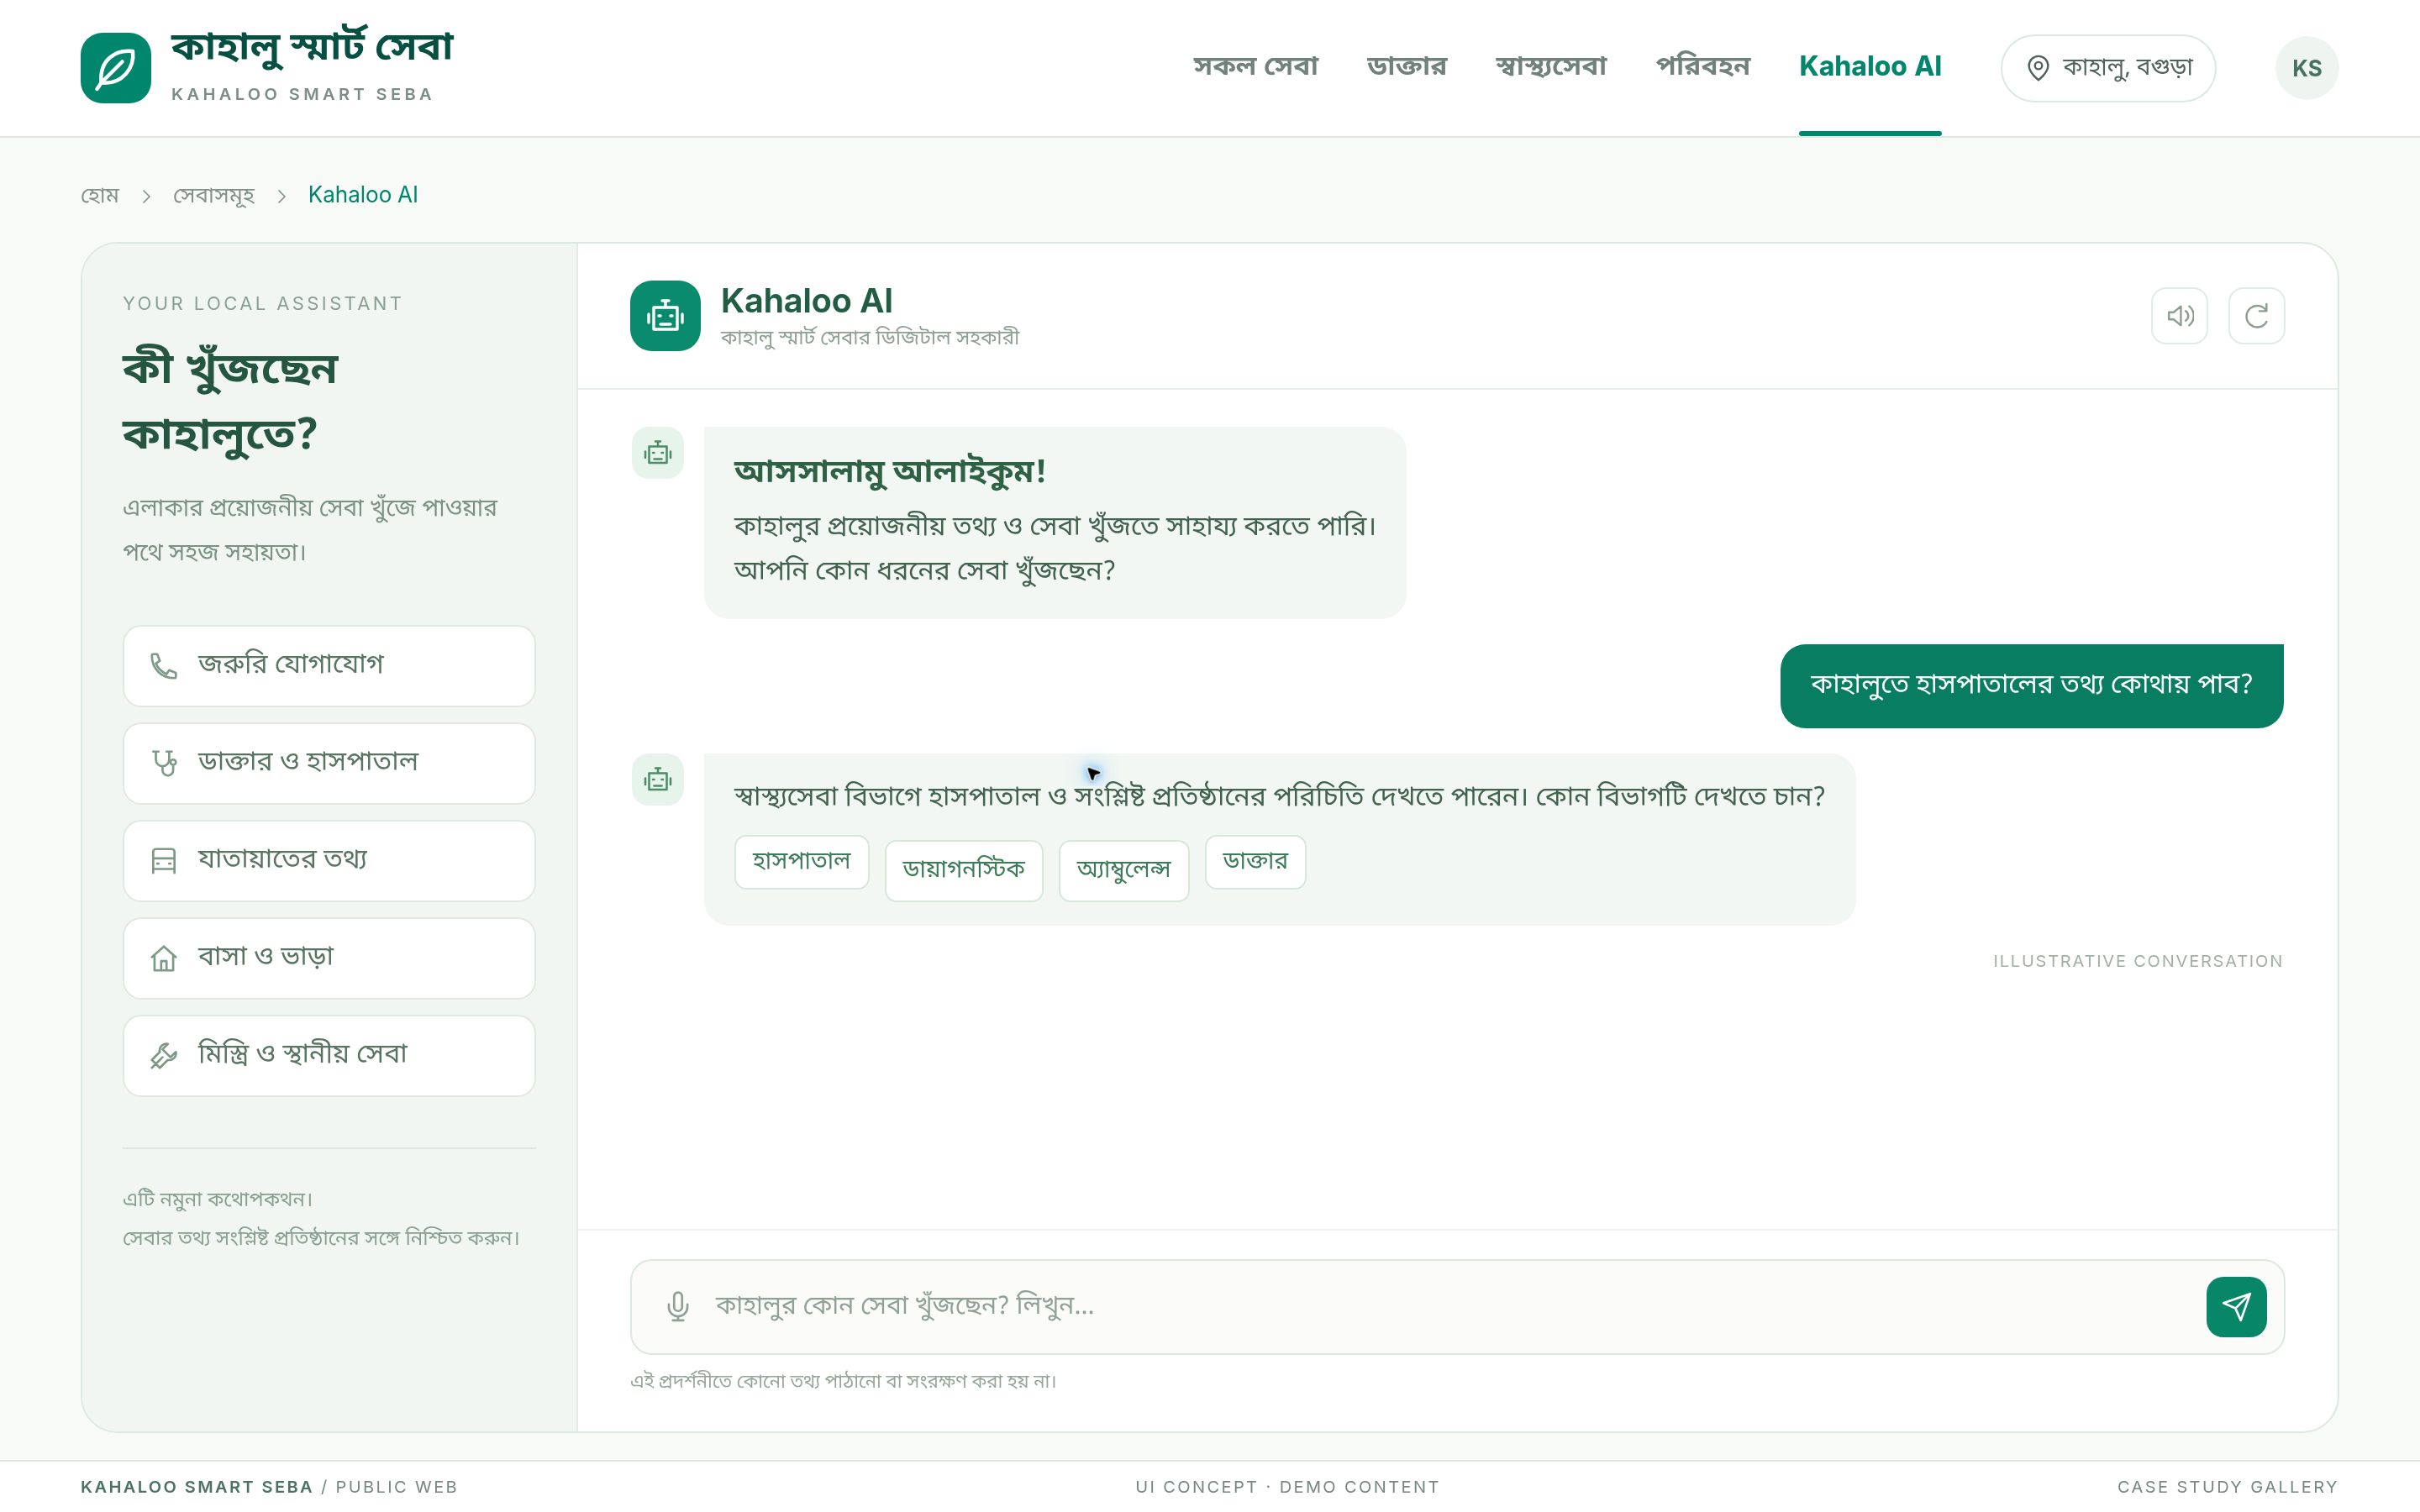 কাহালু স্মার্ট সেবা
KAHALOO SMART SEBA
সকল সেবা
ডাক্তার
স্বাস্থ্যসেবা
পরিবহন
Kahaloo AI
কাহালু, বগুড়া
KS
হোম > সেবাসমূহ > Kahaloo AI
YOUR LOCAL ASSISTANT
কী খুঁজছেন
কাহালুতে?
এলাকার প্রয়োজনীয় সেবা খুঁজে পাওয়ার
পথে সহজ সহায়তা।
জরুরি যোগাযোগ
ডাক্তার ও হাসপাতাল
যাতায়াতের তথ্য
বাসা ও ভাড়া
মিস্ত্রি ও স্থানীয় সেবা
এটি নমুনা কথোপকথন।
সেবার তথ্য সংশ্লিষ্ট প্রতিষ্ঠানের সঙ্গে নিশ্চিত করুন।
Kahaloo AI
কাহালু স্মার্ট সেবার ডিজিটাল সহকারী
আসসালামু আলাইকুম!
কাহালুর প্রয়োজনীয় তথ্য ও সেবা খুঁজতে সাহায্য করতে পারি।
আপনি কোন ধরনের সেবা খুঁজছেন?
কাহালুতে হাসপাতালের তথ্য কোথায় পাব?
স্বাস্থ্যসেবা বিভাগে হাসপাতাল ও সংশ্লিষ্ট প্রতিষ্ঠানের পরিচিতি দেখতে পারেন। কোন বিভাগটি দেখতে চান?
হাসপাতাল
ডায়াগনস্টিক
অ্যাম্বুলেন্স
ডাক্তার
ILLUSTRATIVE CONVERSATION
কাহালুর কোন সেবা খুঁজছেন? লিখুন...
এই প্রদর্শনীতে কোনো তথ্য পাঠানো বা সংরক্ষণ করা হয় না।
KAHALOO SMART SEBA / PUBLIC WEB
UI CONCEPT · DEMO CONTENT
CASE STUDY GALLERY